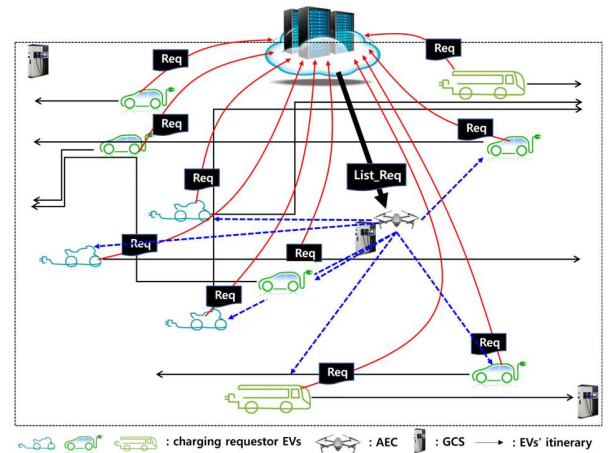 Req
Req
Req
Req
List_Req
Req
Req
Req
Req
Req
Req
: charging requestor EVs
: AEC
: GCS
: EVs' itinerary